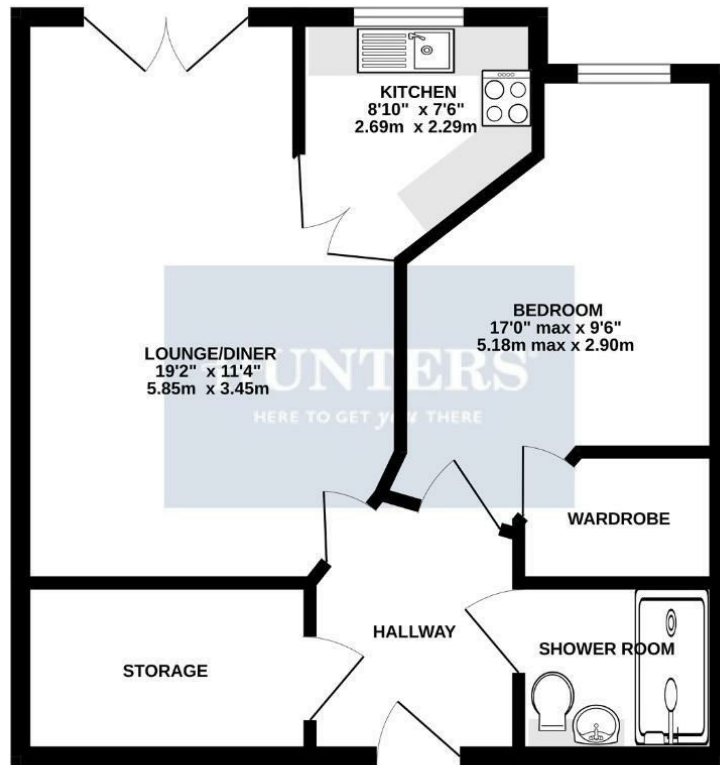 KITCHEN
8'10" x 7'6"
2.69m x 2.29m
BEDROOM
17'0" max x 9'6"
5.18m max x 2.90m
LOUNGE/DINER
19'2" x 11'4"
5.85m x 3.45m
HUNTERS
HERE TO GET you THERE
WARDROBE
HALLWAY
SHOWER ROOM
STORAGE